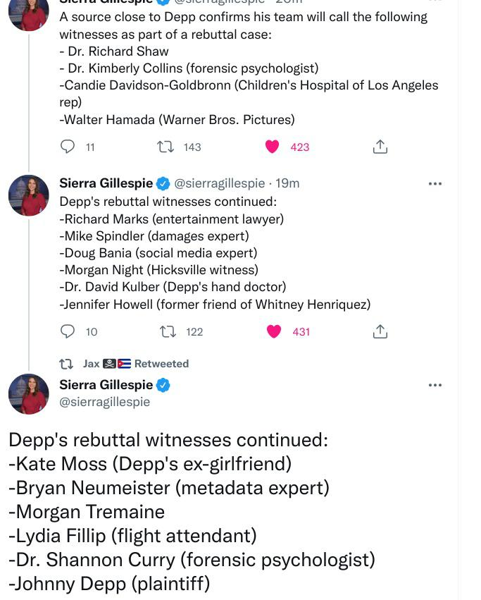 Sierra Gillespie @sierragillespie · 20m
A source close to Depp confirms his team will call the following
witnesses as part of a rebuttal case:
- Dr. Richard Shaw
- Dr. Kimberly Collins (forensic psychologist)
-Candie Davidson-Goldbronn (Children's Hospital of Los Angeles
rep)
-Walter Hamada (Warner Bros. Pictures)
11 143 423
Sierra Gillespie @sierragillespie · 19m
Depp's rebuttal witnesses continued:
-Richard Marks (entertainment lawyer)
-Mike Spindler (damages expert)
-Doug Bania (social media expert)
-Morgan Night (Hicksville witness)
-Dr. David Kulber (Depp's hand doctor)
-Jennifer Howell (former friend of Whitney Henriquez)
10 122 431
Jax Retweeted
Sierra Gillespie
@sierragillespie
Depp's rebuttal witnesses continued:
-Kate Moss (Depp's ex-girlfriend)
-Bryan Neumeister (metadata expert)
-Morgan Tremaine
-Lydia Fillip (flight attendant)
-Dr. Shannon Curry (forensic psychologist)
-Johnny Depp (plaintiff)